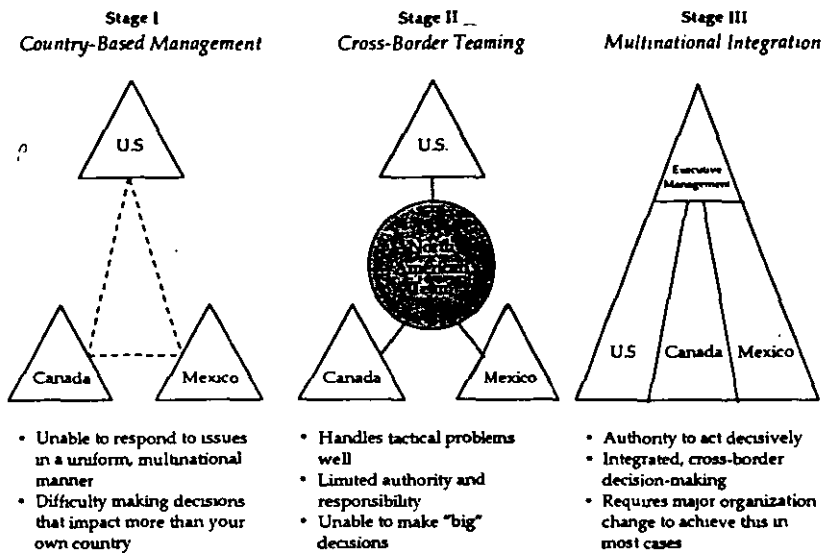 Stage I
Country-Based Management
U.S
Canada
Mexico
• Unable to respond to issues
in a uniform, multinational
manner
• Difficulty making decisions
that impact more than your
own country
Stage II
Cross-Border Teaming
U.S.
North
American
Canada
Mexico
• Handles tactical problems
well
• Limited authority and
responsibility
• Unable to make "big"
decisions
Stage III
Multinational Integration
Executive
Management
U.S
Canada
Mexico
• Authority to act decisively
• Integrated, cross-border
decision-making
• Requires major organization
change to achieve this in
most cases